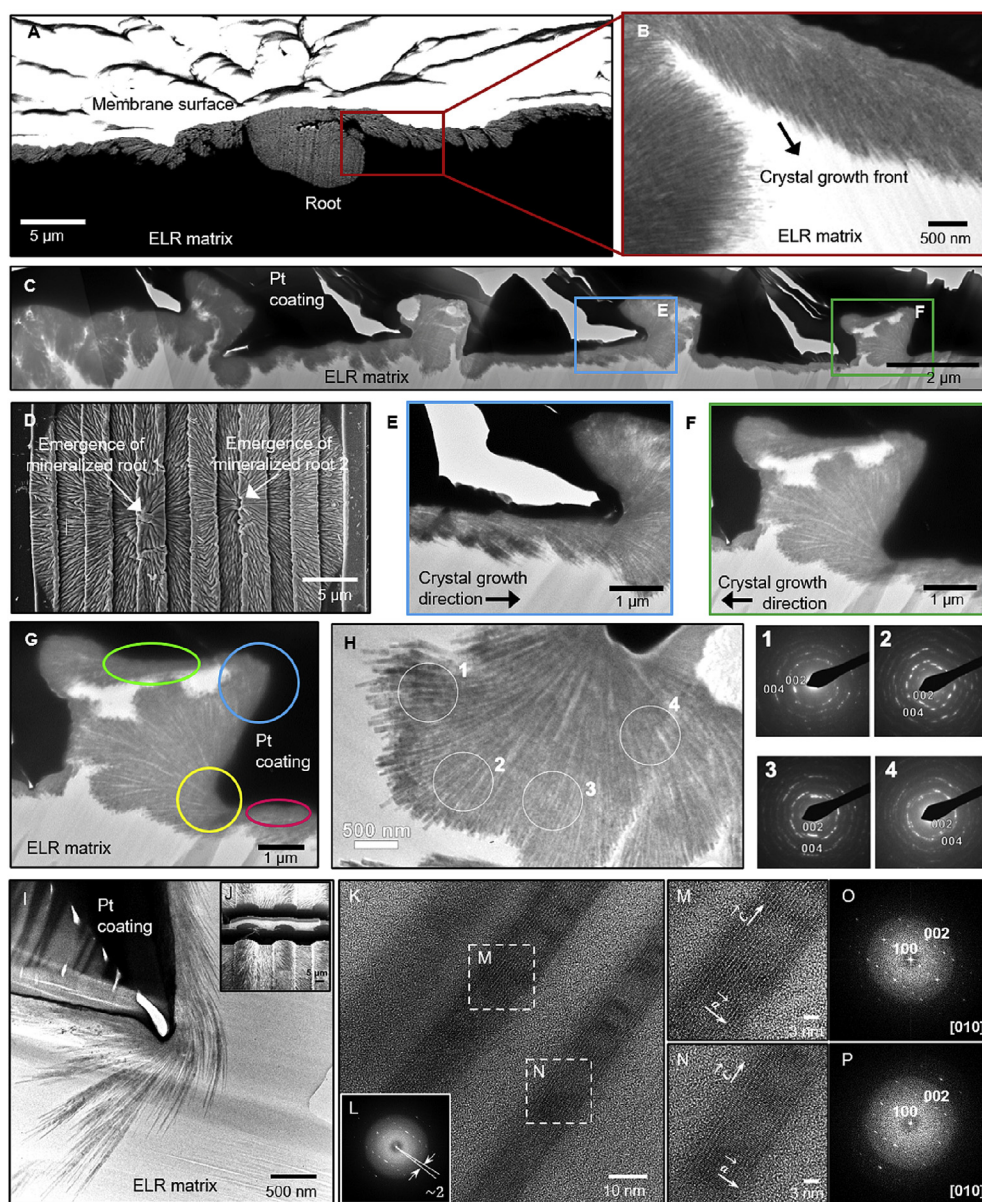 A
Membrane surface
Root
5 µm
ELR matrix
B
Crystal growth front
ELR matrix
500 nm
C
Pt
coating
E
F
ELR matrix
2 µm
D
Emergence of
mineralized root 1
Emergence of
mineralized root 2
5 µm
E
Crystal growth
direction
1 µm
F
Crystal growth
direction
1 µm
G
Pt
coating
ELR matrix
1 µm
H
1
2
3
4
500 nm
1
002
004
2
002
004
3
002
004
4
002
004
I
Pt
coating
J
5 µm
ELR matrix
500 nm
K
M
N
L
~2
10 nm
M
c
a
3 nm
O
002
100
[010]
N
c
a
3 nm
P
002
100
[010]